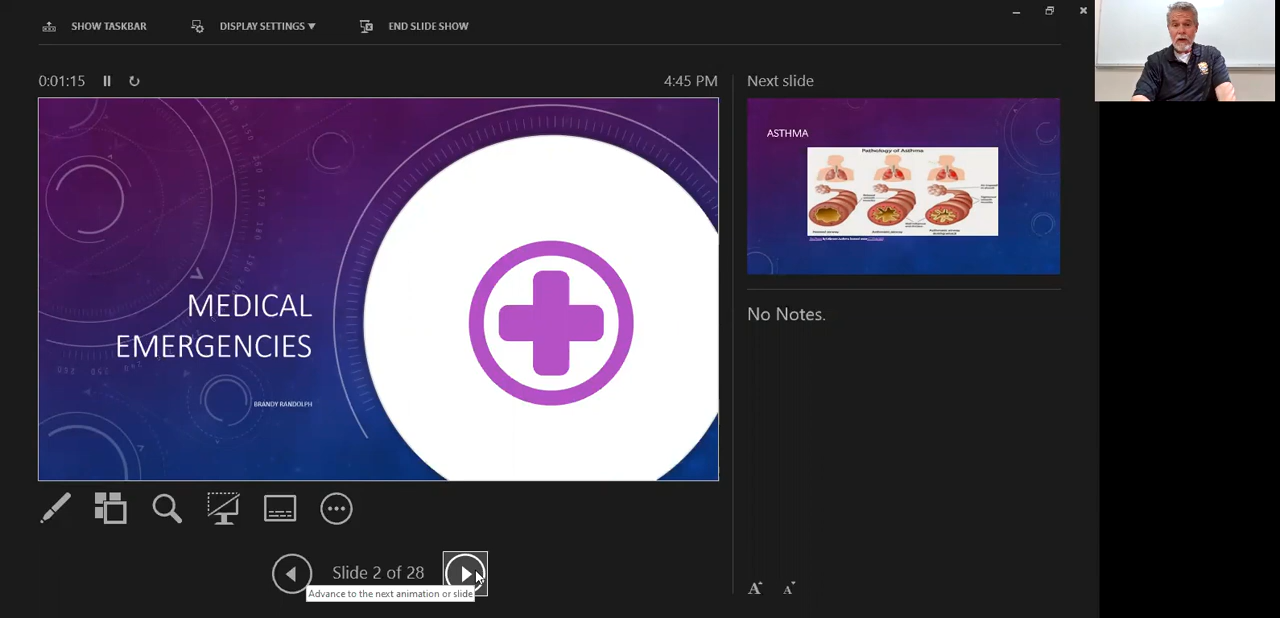 SHOW TASKBAR
DISPLAY SETTINGS ▼
END SLIDE SHOW
0:01:15
4:45 PM
MEDICAL
EMERGENCIES
BRANDY RANDOLPH
Slide 2 of 28
Advance to the next animation or slide
Next slide
ASTHMA
Pathology of Asthma
No Notes.
A A